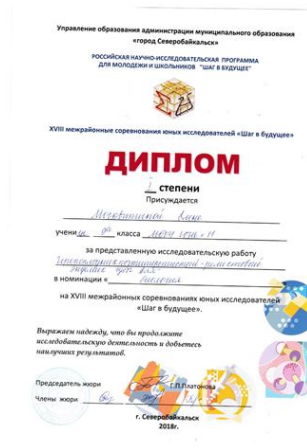 Управление образования администрации муниципального образования
«город Северобайкальск»
РОССИЙСКАЯ НАУЧНО-ИССЛЕДОВАТЕЛЬСКАЯ ПРОГРАММА
ДЛЯ МОЛОДЕЖИ И ШКОЛЬНИКОВ "ШАГ В БУДУЩЕЕ"
XVIII межрайонные соревнования юных исследователей «Шаг в будущее»
ДИПЛОМ
I степени
Присуждается
учени класса
за представленную исследовательскую работу
в номинации « биология
на XVIII межрайонных соревнованиях юных исследователей
«Шаг в будущее».
Выражаем надежду, что вы продолжите
исследовательскую деятельность и добьетесь
наилучших результатов.
Председатель жюри Г.П.Платонова
Члены жюри
г. Северобайкальск
2018г.